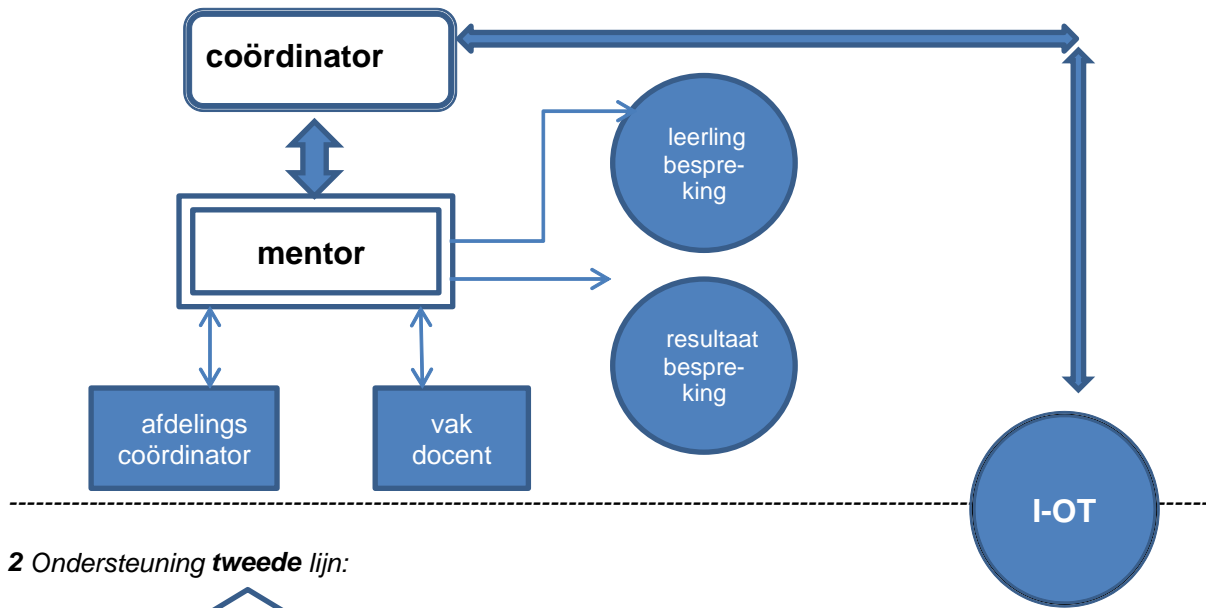 coördinator
leerling
bespre-
king
mentor
resultaat
bespre-
king
afdelings
coördinator
vak
docent
I-OT
2 Ondersteuning tweede lijn: